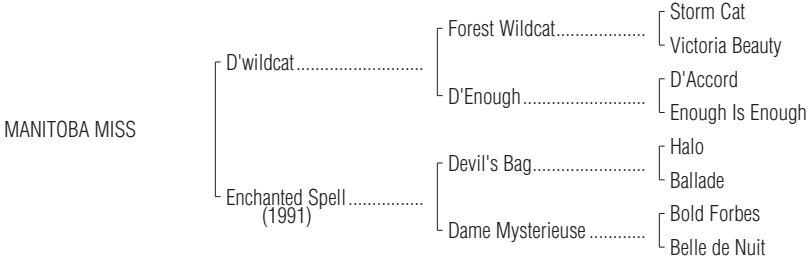 Storm Cat
Forest Wildcat...................
Victoria Beauty
D'wildcat...........................
D'Accord
D'Enough..........................
Enough Is Enough
MANITOBA MISS
Halo
Devil's Bag........................
Ballade
Enchanted Spell................
(1991)
Bold Forbes
Dame Mysterieuse............
Belle de Nuit